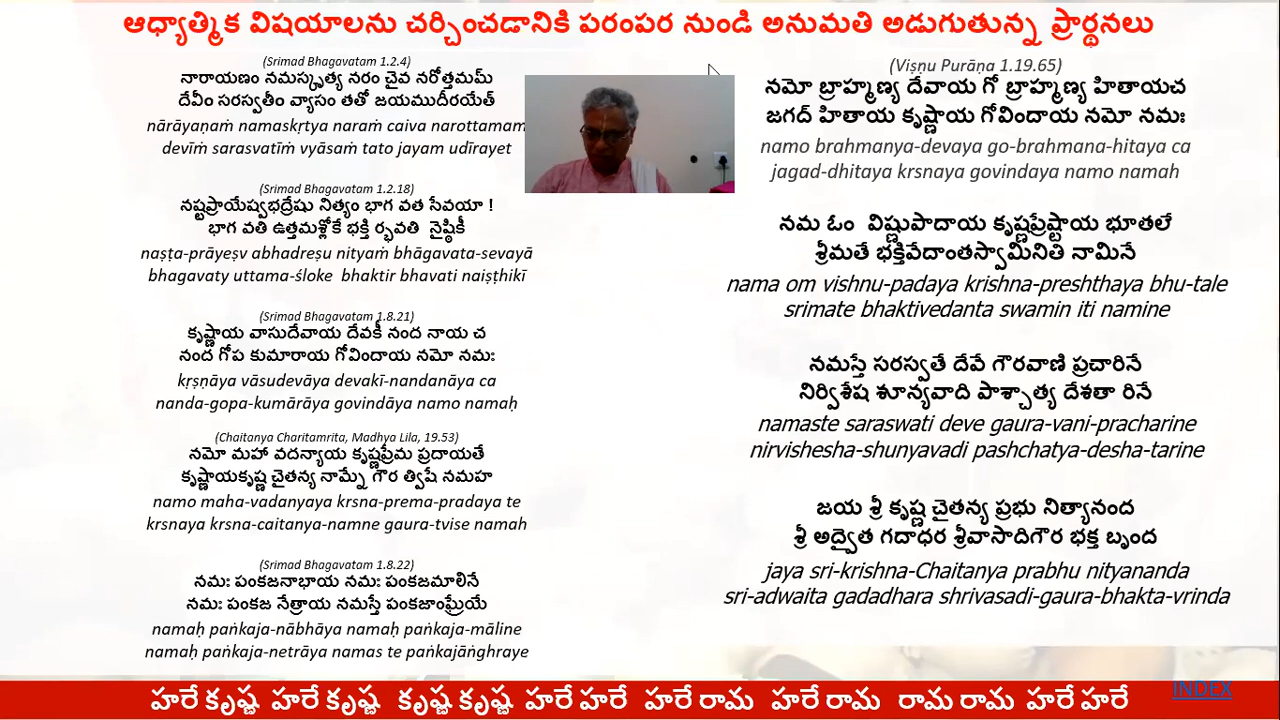 ఆధ్యాత్మిక విషయాలను చర్చించడానికి పరంపర నుండి అనుమతి అడుగుతున్న ప్రార్థనలు
(Srimad Bhagavatam 1.2.4)
నారాయణం నమస్కృత్య నరం చైవ నరోత్తమమ్
దేవీం సరస్వతీం వ్యాసం తతో జయముదీరయేత్
nārāyaṇaṁ namaskṛtya naraṁ caiva narottamam
devīṁ sarasvatīṁ vyāsaṁ tato jayam udīrayet
(Srimad Bhagavatam 1.2.18)
నష్టప్రాయేష్వభద్రేషు నిత్యం భాగ వత సేవయా !
భాగ వతి ఉత్తమశ్లోకే భక్తి ర్భవతి నైష్ఠికీ
naṣṭa-prāyeṣv abhadreṣu nityaṁ bhāgavata-sevayā
bhagavaty uttama-śloke bhaktir bhavati naiṣṭhikī
(Srimad Bhagavatam 1.8.21)
కృష్ణాయ వాసుదేవాయ దేవకీ నంద నాయ చ
నంద గోప కుమారాయ గోవిందాయ నమో నమః
kṛṣṇāya vāsudevāya devakī-nandanāya ca
nanda-gopa-kumārāya govindāya namo namaḥ
(Chaitanya Charitamrita, Madhya Lila, 19.53)
నమో మహా వదన్యాయ కృష్ణప్రేమ ప్రదాయతే
కృష్ణాయకృష్ణ చైతన్య నామ్నే గౌర త్విషే నమహ
namo maha-vadanyaya krsna-prema-pradaya te
krsnaya krsna-caitanya-namne gaura-tvise namah
(Srimad Bhagavatam 1.8.22)
నమః పంకజనాభాయ నమః పంకజమాలినే
నమః పంకజ నేత్రాయ నమస్తే పంకజాంఘ్రేయే
namaḥ paṅkaja-nābhāya namaḥ paṅkaja-māline
namaḥ paṅkaja-netrāya namas te paṅkajāṅghraye
(Viṣṇu Purāṇa 1.19.65)
నమో బ్రాహ్మణ్య దేవాయ గో బ్రాహ్మణ్య హితాయచ
జగద్ హితాయ కృష్ణాయ గోవిందాయ నమో నమః
namo brahmanya-devaya go-brahmana-hitaya ca
jagad-dhitaya krsnaya govindaya namo namah
నమ ఓం విష్ణుపాదాయ కృష్ణప్రేష్టాయ భూతలే
శ్రీమతే భక్తివేదాంతస్వామినితి నామినే
nama om vishnu-padaya krishna-preshthaya bhu-tale
srimate bhaktivedanta swamin iti namine
నమస్తే సరస్వతే దేవే గౌరవాణి ప్రచారినే
నిర్విశేష శూన్యవాది పాశ్చాత్య దేశతా రినే
namaste saraswati deve gaura-vani-pracharine
nirvishesha-shunyavadi pashchatya-desha-tarine
జయ శ్రీ కృష్ణ చైతన్య ప్రభు నిత్యానంద
శ్రీ అద్వైత గదాధర శ్రీవాసాదిగౌర భక్త బృంద
jaya sri-krishna-Chaitanya prabhu nityananda
sri-adwaita gadadhara shrivasadi-gaura-bhakta-vrinda
హరే కృష్ణ హరే కృష్ణ కృష్ణ కృష్ణ హరే హరే హరే రామ హరే రామ రామ రామ హరే హరే
INDEX